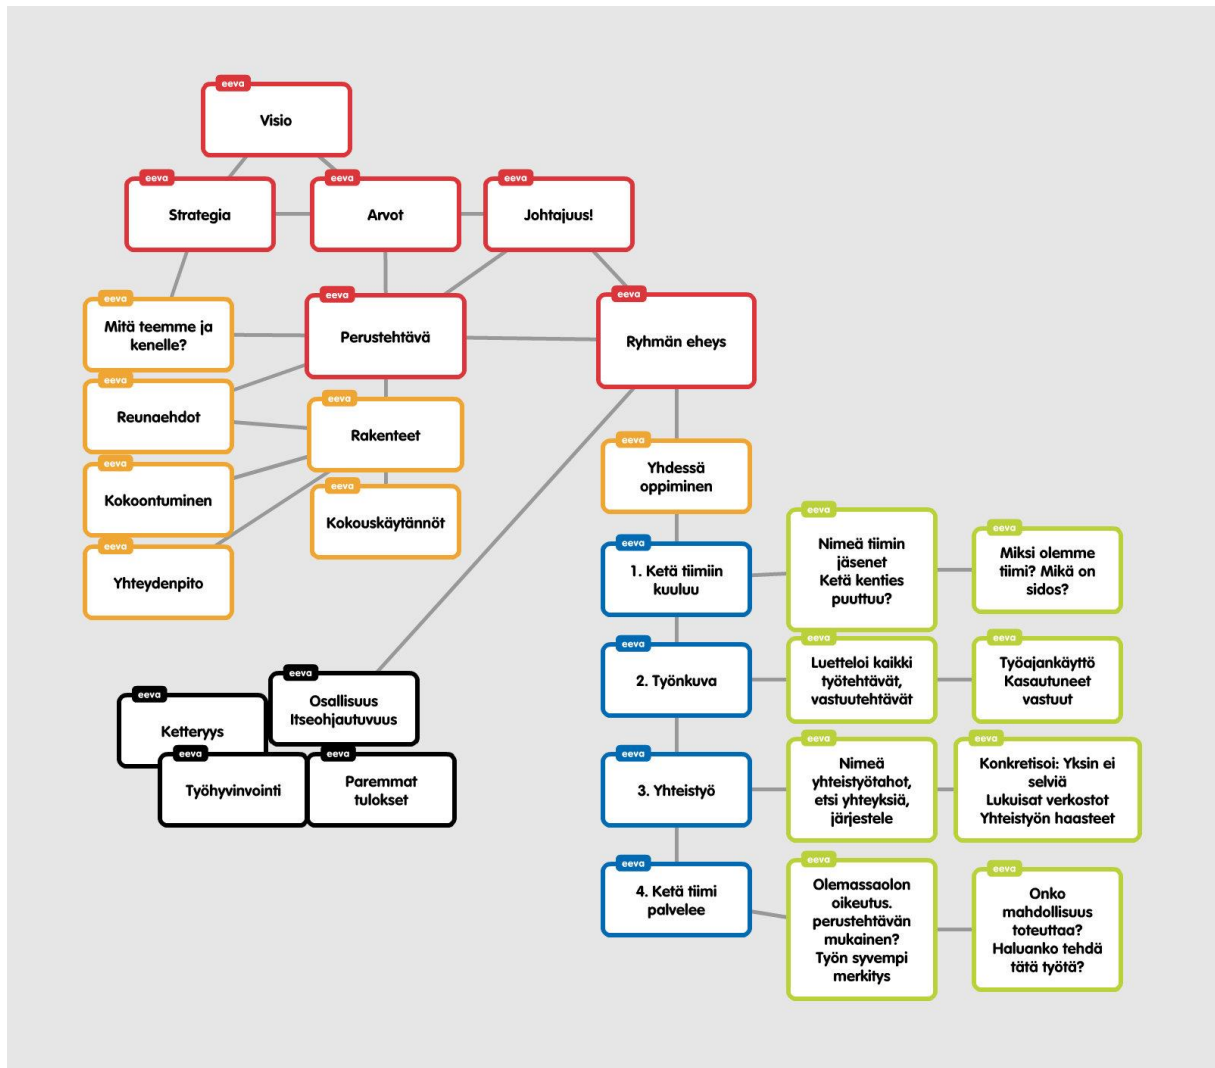 eeva
Visio
eeva
Strategia
eeva
Arvot
eeva
Johtajuus!
eeva
Mitä teemme ja
kenelle?
eeva
Perustehtävä
eeva
Ryhmän eheys
eeva
Reunaehdot
eeva
Rakenteet
eeva
Kokoontuminen
eeva
Kokouskäytännöt
eeva
Yhteydenpito
eeva
Yhdessä
oppiminen
eeva
1. Ketä tiimiin
kuuluu
eeva
Nimeä tiimin
jäsenet
Ketä kenties
puuttuu?
eeva
Miksi olemme
tiimi? Mikä on
sidos?
eeva
2. Työnkuva
eeva
Luetteloi kaikki
työtehtävät,
vastuutehtävät
eeva
Työajankäyttö
Kasautuneet
vastuut
eeva
3. Yhteistyö
eeva
Nimeä
yhteistyötahot,
etsi yhteyksiä,
järjestele
eeva
Konkretisoi: Yksin ei
selviä
Lukuisat verkostot
Yhteistyön haasteet
eeva
4. Ketä tiimi
palvelee
eeva
Olemassaolon
oikeutus.
perustehtävän
mukainen?
Työn syvempi
merkitys
eeva
Onko
mahdollisuus
toteuttaa?
Haluanko tehdä
tätä työtä?
eeva
Osallisuus
Itseohjautuvuus
eeva
Ketteryys
eeva
Työhyvinvointi
eeva
Paremmat
tulokset